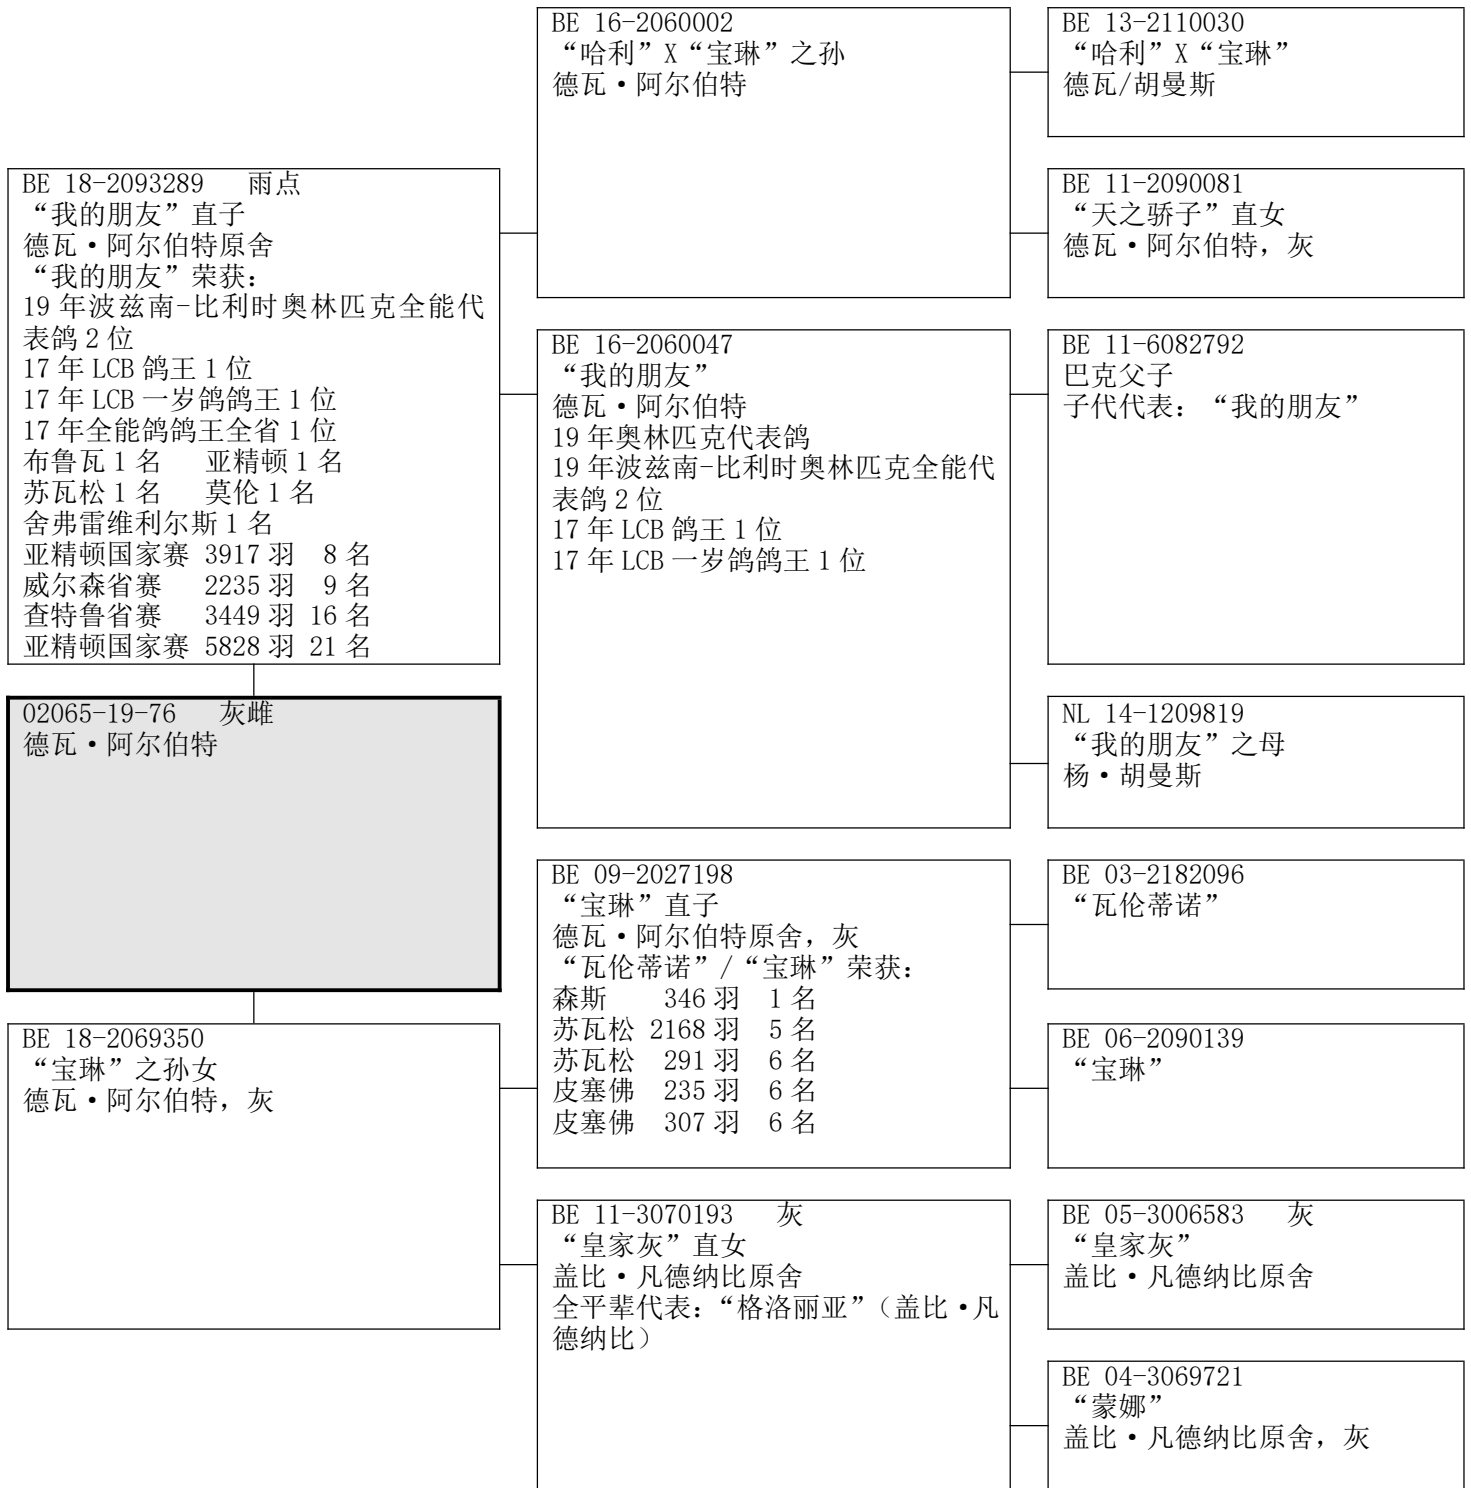 BE 16-2060002
“哈利”X“宝琳”之孙
德瓦·阿尔伯特
BE 13-2110030
“哈利”X“宝琳”
德瓦/胡曼斯
BE 18-2093289 雨点
“我的朋友”直子
德瓦·阿尔伯特原舍
“我的朋友”荣获:
19年波兹南-比利时奥林匹克全能代
表鸽2位
17年LCB鸽王1位
17年LCB一岁鸽鸽王1位
17年全能鸽鸽王全省1位
布鲁瓦1名 亚精顿1名
苏瓦松1名 莫伦1名
舍弗雷维利尔斯1名
亚精顿国家赛 3917羽 8名
威尔森省赛 2235羽 9名
查特鲁省赛 3449羽 16名
亚精顿国家赛 5828羽 21名
BE 11-2090081
“天之骄子”直女
德瓦·阿尔伯特，灰
BE 16-2060047
“我的朋友”
德瓦·阿尔伯特
19年奥林匹克代表鸽
19年波兹南-比利时奥林匹克全能代
表鸽2位
17年LCB鸽王1位
17年LCB一岁鸽鸽王1位
BE 11-6082792
巴克父子
子代代表：“我的朋友”
02065-19-76 灰雌
德瓦·阿尔伯特
NL 14-1209819
“我的朋友”之母
杨·胡曼斯
BE 09-2027198
“宝琳”直子
德瓦·阿尔伯特原舍，灰
“瓦伦蒂诺”/“宝琳”荣获：
森斯 346羽 1名
苏瓦松 2168羽 5名
苏瓦松 291羽 6名
皮塞佛 235羽 6名
皮塞佛 307羽 6名
BE 03-2182096
“瓦伦蒂诺”
BE 18-2069350
“宝琳”之孙女
德瓦·阿尔伯特，灰
BE 06-2090139
“宝琳”
BE 11-3070193 灰
“皇家灰”直女
盖比·凡德纳比原舍
全平辈代表：“格洛丽亚”（盖比·凡
德纳比）
BE 05-3006583 灰
“皇家灰”
盖比·凡德纳比原舍
BE 04-3069721
“蒙娜”
盖比·凡德纳比原舍，灰